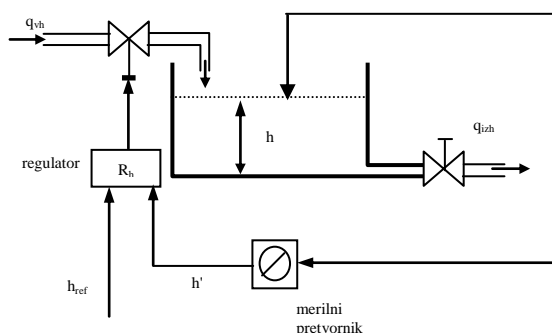 q_vh
q_izh
h
regulator
R_h
h_ref
h'
merilni
pretvornik